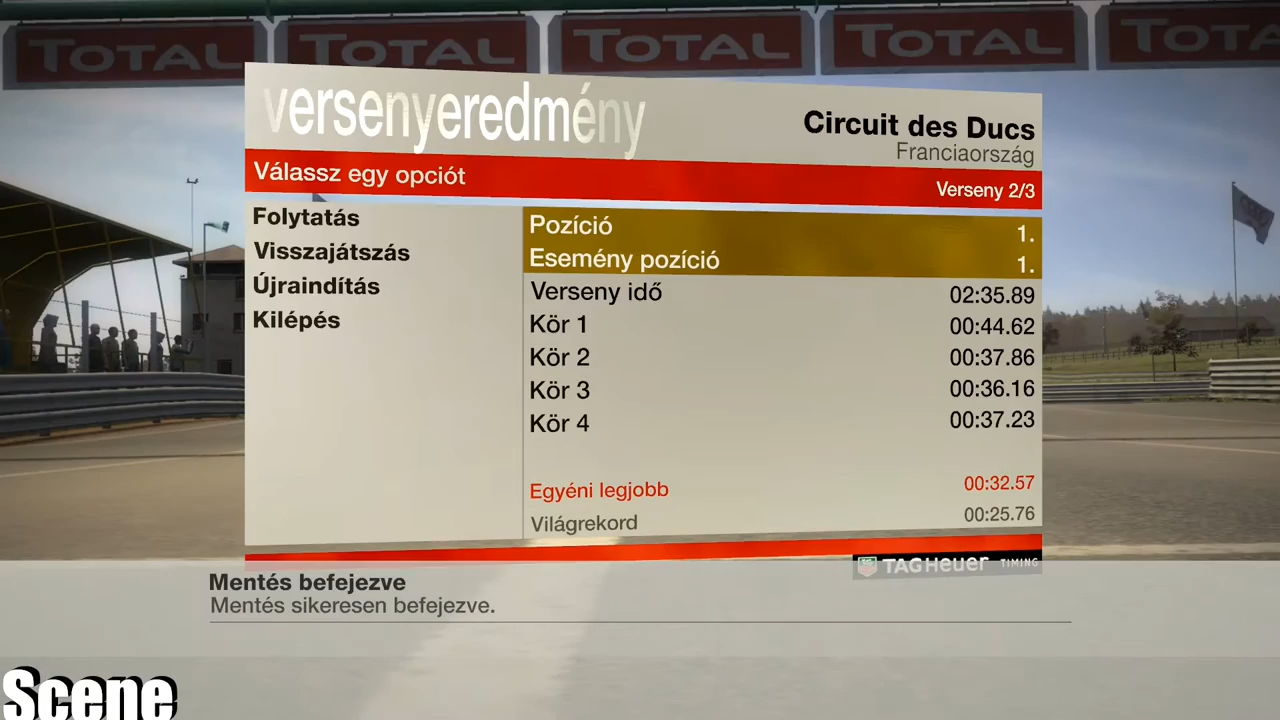 TOTAL TOTAL TOTAL TOTAL TOTAL
versenyeredmény
Circuit des Ducs
Franciaország
Válassz egy opciót
Verseny 2/3
Folytatás
Visszajátszás
Újraindítás
Kilépés
Pozíció 1.
Esemény pozíció 1.
Verseny idő 02:35.89
Kör 1 00:44.62
Kör 2 00:37.86
Kör 3 00:36.16
Kör 4 00:37.23
Egyéni legjobb 00:32.57
Világrekord 00:25.76
TAGHeuer TIMING
Mentés befejezve
Mentés sikeresen befejezve.
Scene